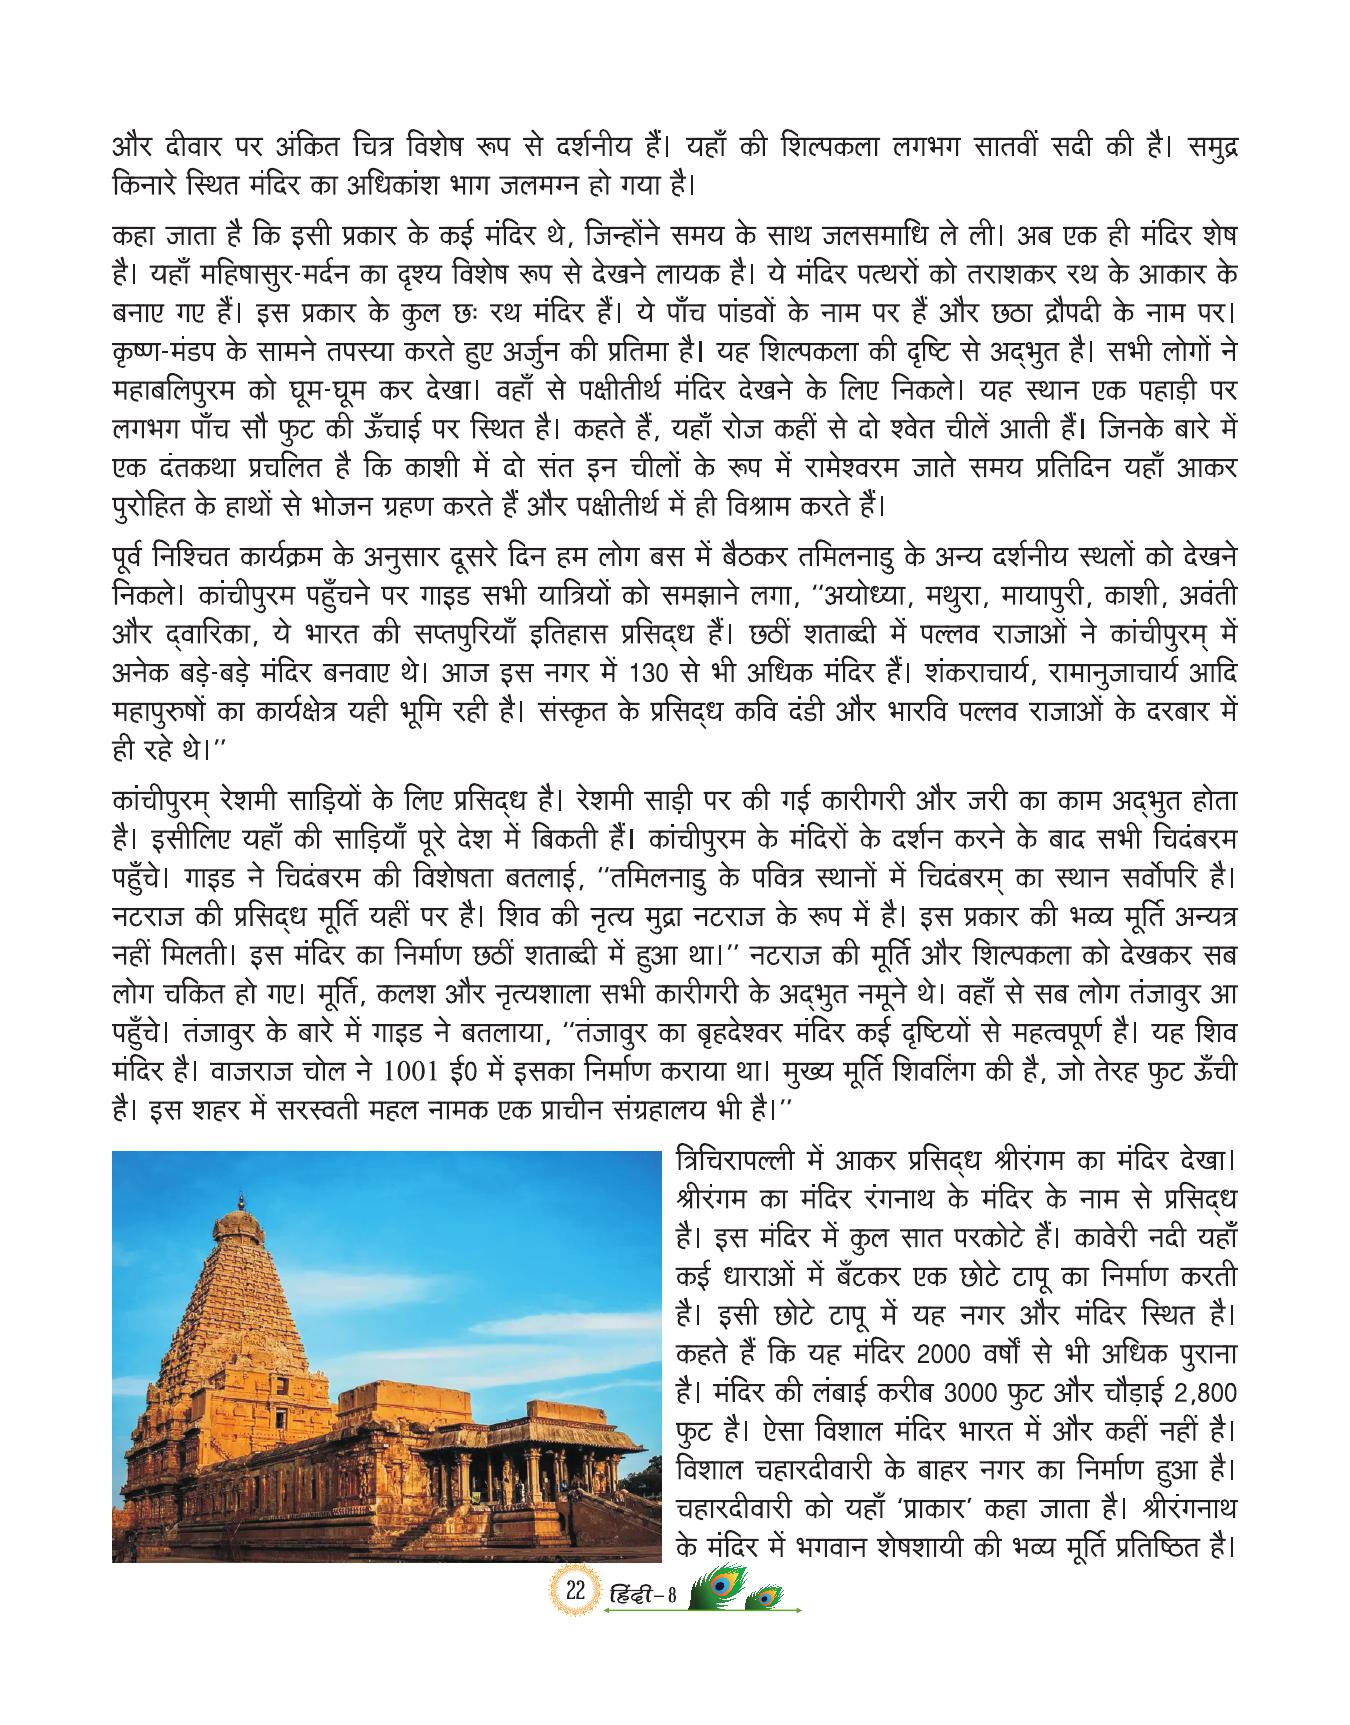 और दीवार पर अंकित चित्र विशेष रूप से दर्शनीय हैं। यहाँ की शिल्पकला लगभग सातवीं सदी की है। समुद्र
किनारे स्थित मंदिर का अधिकांश भाग जलमग्न हो गया है।
कहा जाता है कि इसी प्रकार के कई मंदिर थे, जिन्होंने समय के साथ जलसमाधि ले ली। अब एक ही मंदिर शेष
है। यहाँ महिषासुर-मर्दन का दृश्य विशेष रूप से देखने लायक है। ये मंदिर पत्थरों को तराशकर रथ के आकार के
बनाए गए हैं। इस प्रकार के कुल छः रथ मंदिर हैं। ये पाँच पांडवों के नाम पर हैं और छठा द्रौपदी के नाम पर।
कृष्ण-मंडप के सामने तपस्या करते हुए अर्जुन की प्रतिमा है। यह शिल्पकला की दृष्टि से अद्‌भुत है। सभी लोगों ने
महाबलिपुरम को घूम-घूम कर देखा। वहाँ से पक्षीतीर्थ मंदिर देखने के लिए निकले। यह स्थान एक पहाड़ी पर
लगभग पाँच सौ फुट की ऊँचाई पर स्थित है। कहते हैं, यहाँ रोज कहीं से दो श्वेत चीलें आती हैं। जिनके बारे में
एक दंतकथा प्रचलित है कि काशी में दो संत इन चीलों के रूप में रामेश्वरम जाते समय प्रतिदिन यहाँ आकर
पुरोहित के हाथों से भोजन ग्रहण करते हैं और पक्षीतीर्थ में ही विश्राम करते हैं।
पूर्व निश्चित कार्यक्रम के अनुसार दूसरे दिन हम लोग बस में बैठकर तमिलनाडु के अन्य दर्शनीय स्थलों को देखने
निकले। कांचीपुरम पहुँचने पर गाइड सभी यात्रियों को समझाने लगा, ‘‘अयोध्या, मथुरा, मायापुरी, काशी, अवंती
और द्‌वारिका, ये भारत की सप्तपुरियाँ इतिहास प्रसिद्‌ध हैं। छठीं शताब्दी में पल्लव राजाओं ने कांचीपुरम् में
अनेक बड़े-बड़े मंदिर बनवाए थे। आज इस नगर में 130 से भी अधिक मंदिर हैं। शंकराचार्य, रामानुजाचार्य आदि
महापुरुषों का कार्यक्षेत्र यही भूमि रही है। संस्कृत के प्रसिद्‌ध कवि दंडी और भारवि पल्लव राजाओं के दरबार में
ही रहे थे।’’
कांचीपुरम् रेशमी साड़ियों के लिए प्रसिद्‌ध है। रेशमी साड़ी पर की गई कारीगरी और जरी का काम अद्‌भुत होता
है। इसीलिए यहाँ की साड़ियाँ पूरे देश में बिकती हैं। कांचीपुरम के मंदिरों के दर्शन करने के बाद सभी चिदंबरम
पहुँचे। गाइड ने चिदंबरम की विशेषता बतलाई, ‘‘तमिलनाडु के पवित्र स्थानों में चिदंबरम् का स्थान सर्वोपरि है।
नटराज की प्रसिद्‌ध मूर्ति यहीं पर है। शिव की नृत्य मुद्रा नटराज के रूप में है। इस प्रकार की भव्य मूर्ति अन्यत्र
नहीं मिलती। इस मंदिर का निर्माण छठीं शताब्दी में हुआ था।’’ नटराज की मूर्ति और शिल्पकला को देखकर सब
लोग चकित हो गए। मूर्ति, कलश और नृत्यशाला सभी कारीगरी के अद्‌भुत नमूने थे। वहाँ से सब लोग तंजावुर आ
पहुँचे। तंजावुर के बारे में गाइड ने बतलाया, ‘‘तंजावुर का बृहदेश्वर मंदिर कई दृष्टियों से महत्वपूर्ण है। यह शिव
मंदिर है। वाजराज चोल ने 1001 ई0 में इसका निर्माण कराया था। मुख्य मूर्ति शिवलिंग की है, जो तेरह फुट ऊँची
है। इस शहर में सरस्वती महल नामक एक प्राचीन संग्रहालय भी है।’’
त्रिचिरापल्ली में आकर प्रसिद्‌ध श्रीरंगम का मंदिर देखा।
श्रीरंगम का मंदिर रंगनाथ के मंदिर के नाम से प्रसिद्‌ध
है। इस मंदिर में कुल सात परकोटे हैं। कावेरी नदी यहाँ
कई धाराओं में बँटकर एक छोटे टापू का निर्माण करती
है। इसी छोटे टापू में यह नगर और मंदिर स्थित है।
कहते हैं कि यह मंदिर 2000 वर्षों से भी अधिक पुराना
है। मंदिर की लंबाई करीब 3000 फुट और चौड़ाई 2,800
फुट है। ऐसा विशाल मंदिर भारत में और कहीं नहीं है।
विशाल चहारदीवारी के बाहर नगर का निर्माण हुआ है।
चहारदीवारी को यहाँ ‘प्राकार’ कहा जाता है। श्रीरंगनाथ
के मंदिर में भगवान शेषशायी की भव्य मूर्ति प्रतिष्ठित है।
22 हिंदी–8